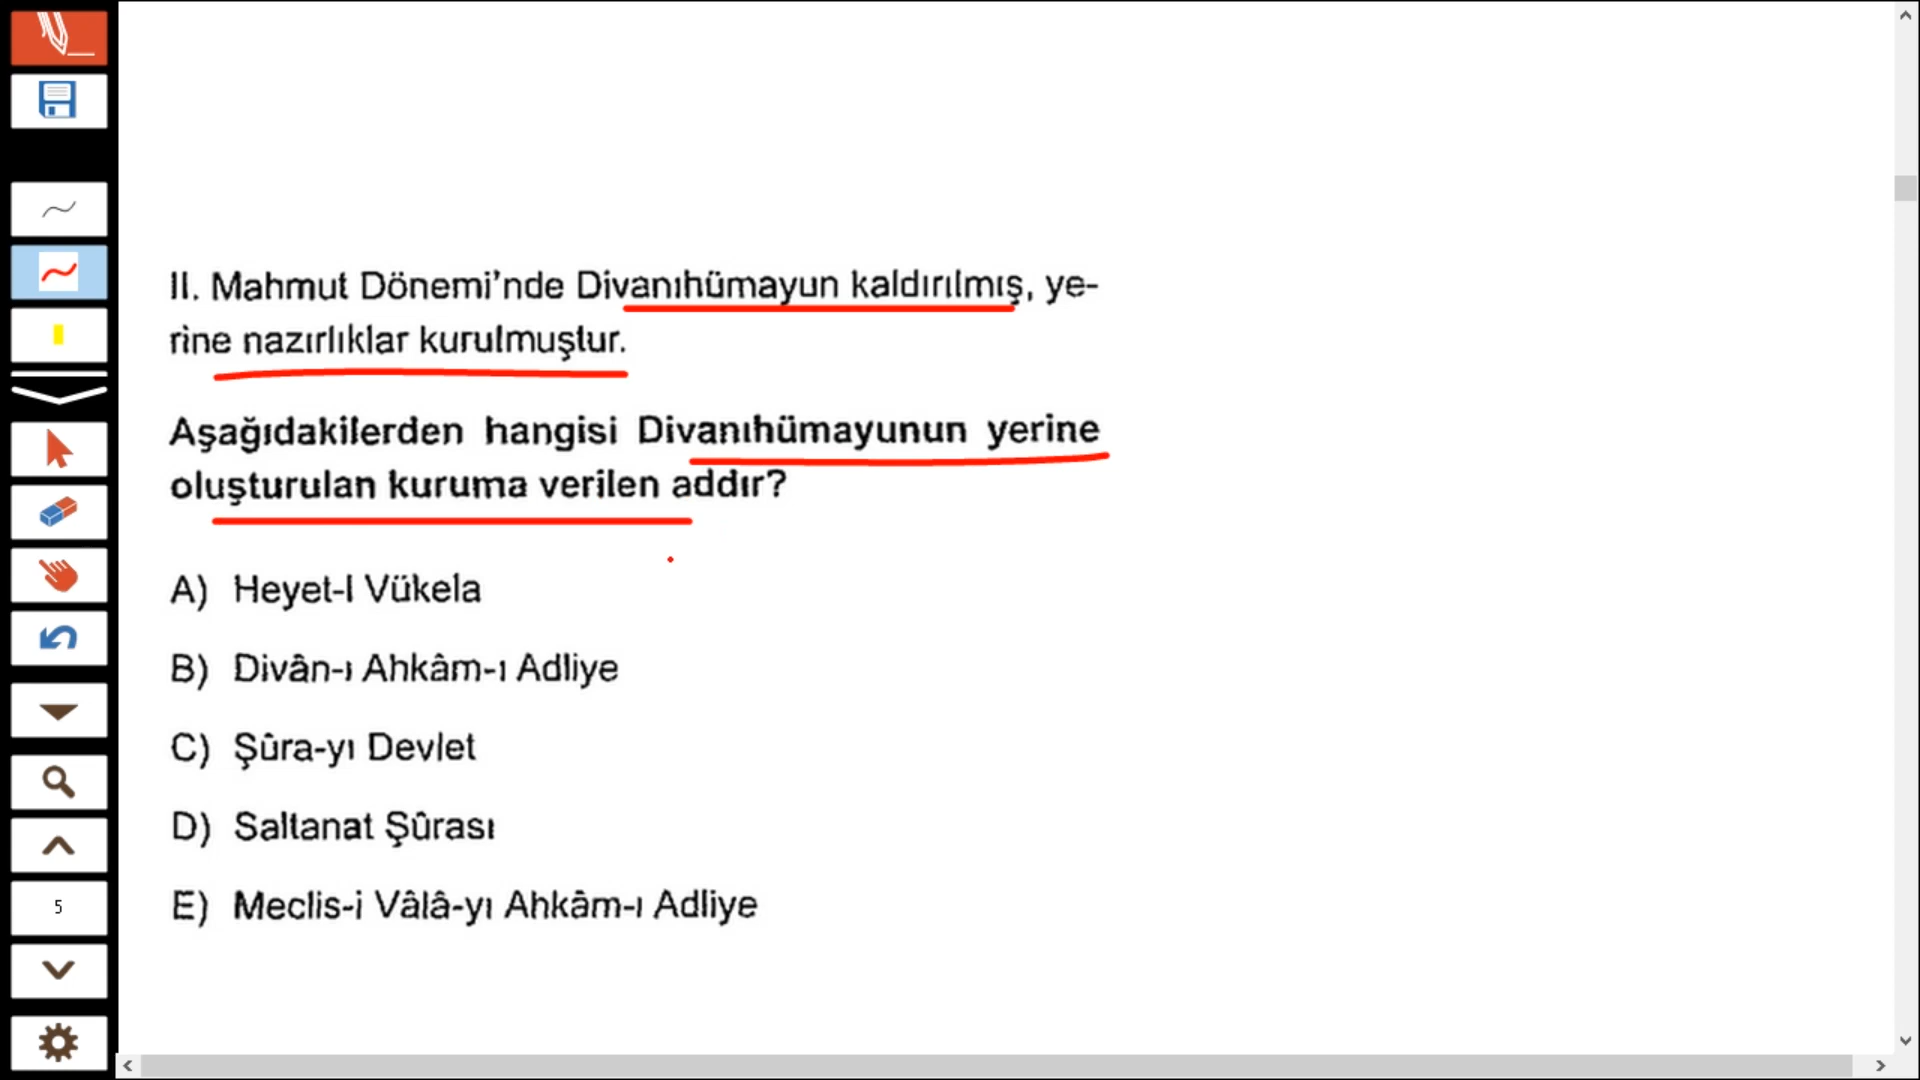 II. Mahmut Dönemi'nde Divanıhümayun kaldırılmış, ye-
rine nazırlıklar kurulmuştur.
Aşağıdakilerden hangisi Divanıhümayunun yerine
oluşturulan kuruma verilen addır?
A) Heyet-I Vükela
B) Divân-ı Ahkâm-ı Adliye
C) Şûra-yı Devlet
D) Saltanat Şûrası
E) Meclis-i Vâlâ-yı Ahkâm-ı Adliye
5